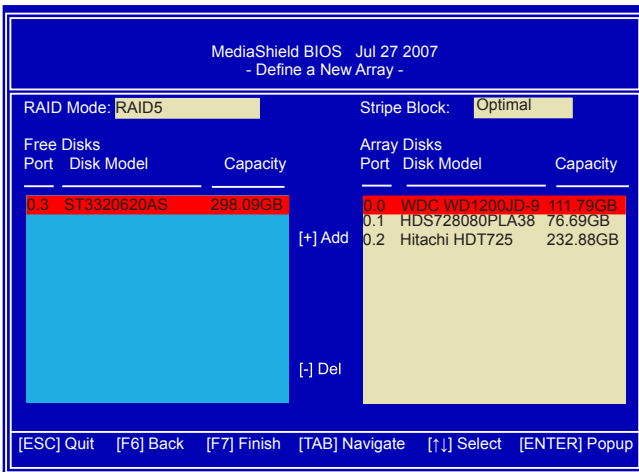 MediaShield BIOS Jul 27 2007
- Define a New Array -
RAID Mode: RAID5 Stripe Block: Optimal
Free Disks Array Disks
Port Disk Model Capacity Port Disk Model Capacity
0.3 ST3320620AS 298.09GB 0.0 WDC WD1200JD-9 111.79GB
0.1 HDS728080PLA38 76.69GB
[+] Add 0.2 Hitachi HDT725 232.88GB
[-] Del
[ESC] Quit [F6] Back [F7] Finish [TAB] Navigate [↑↓] Select [ENTER] Popup